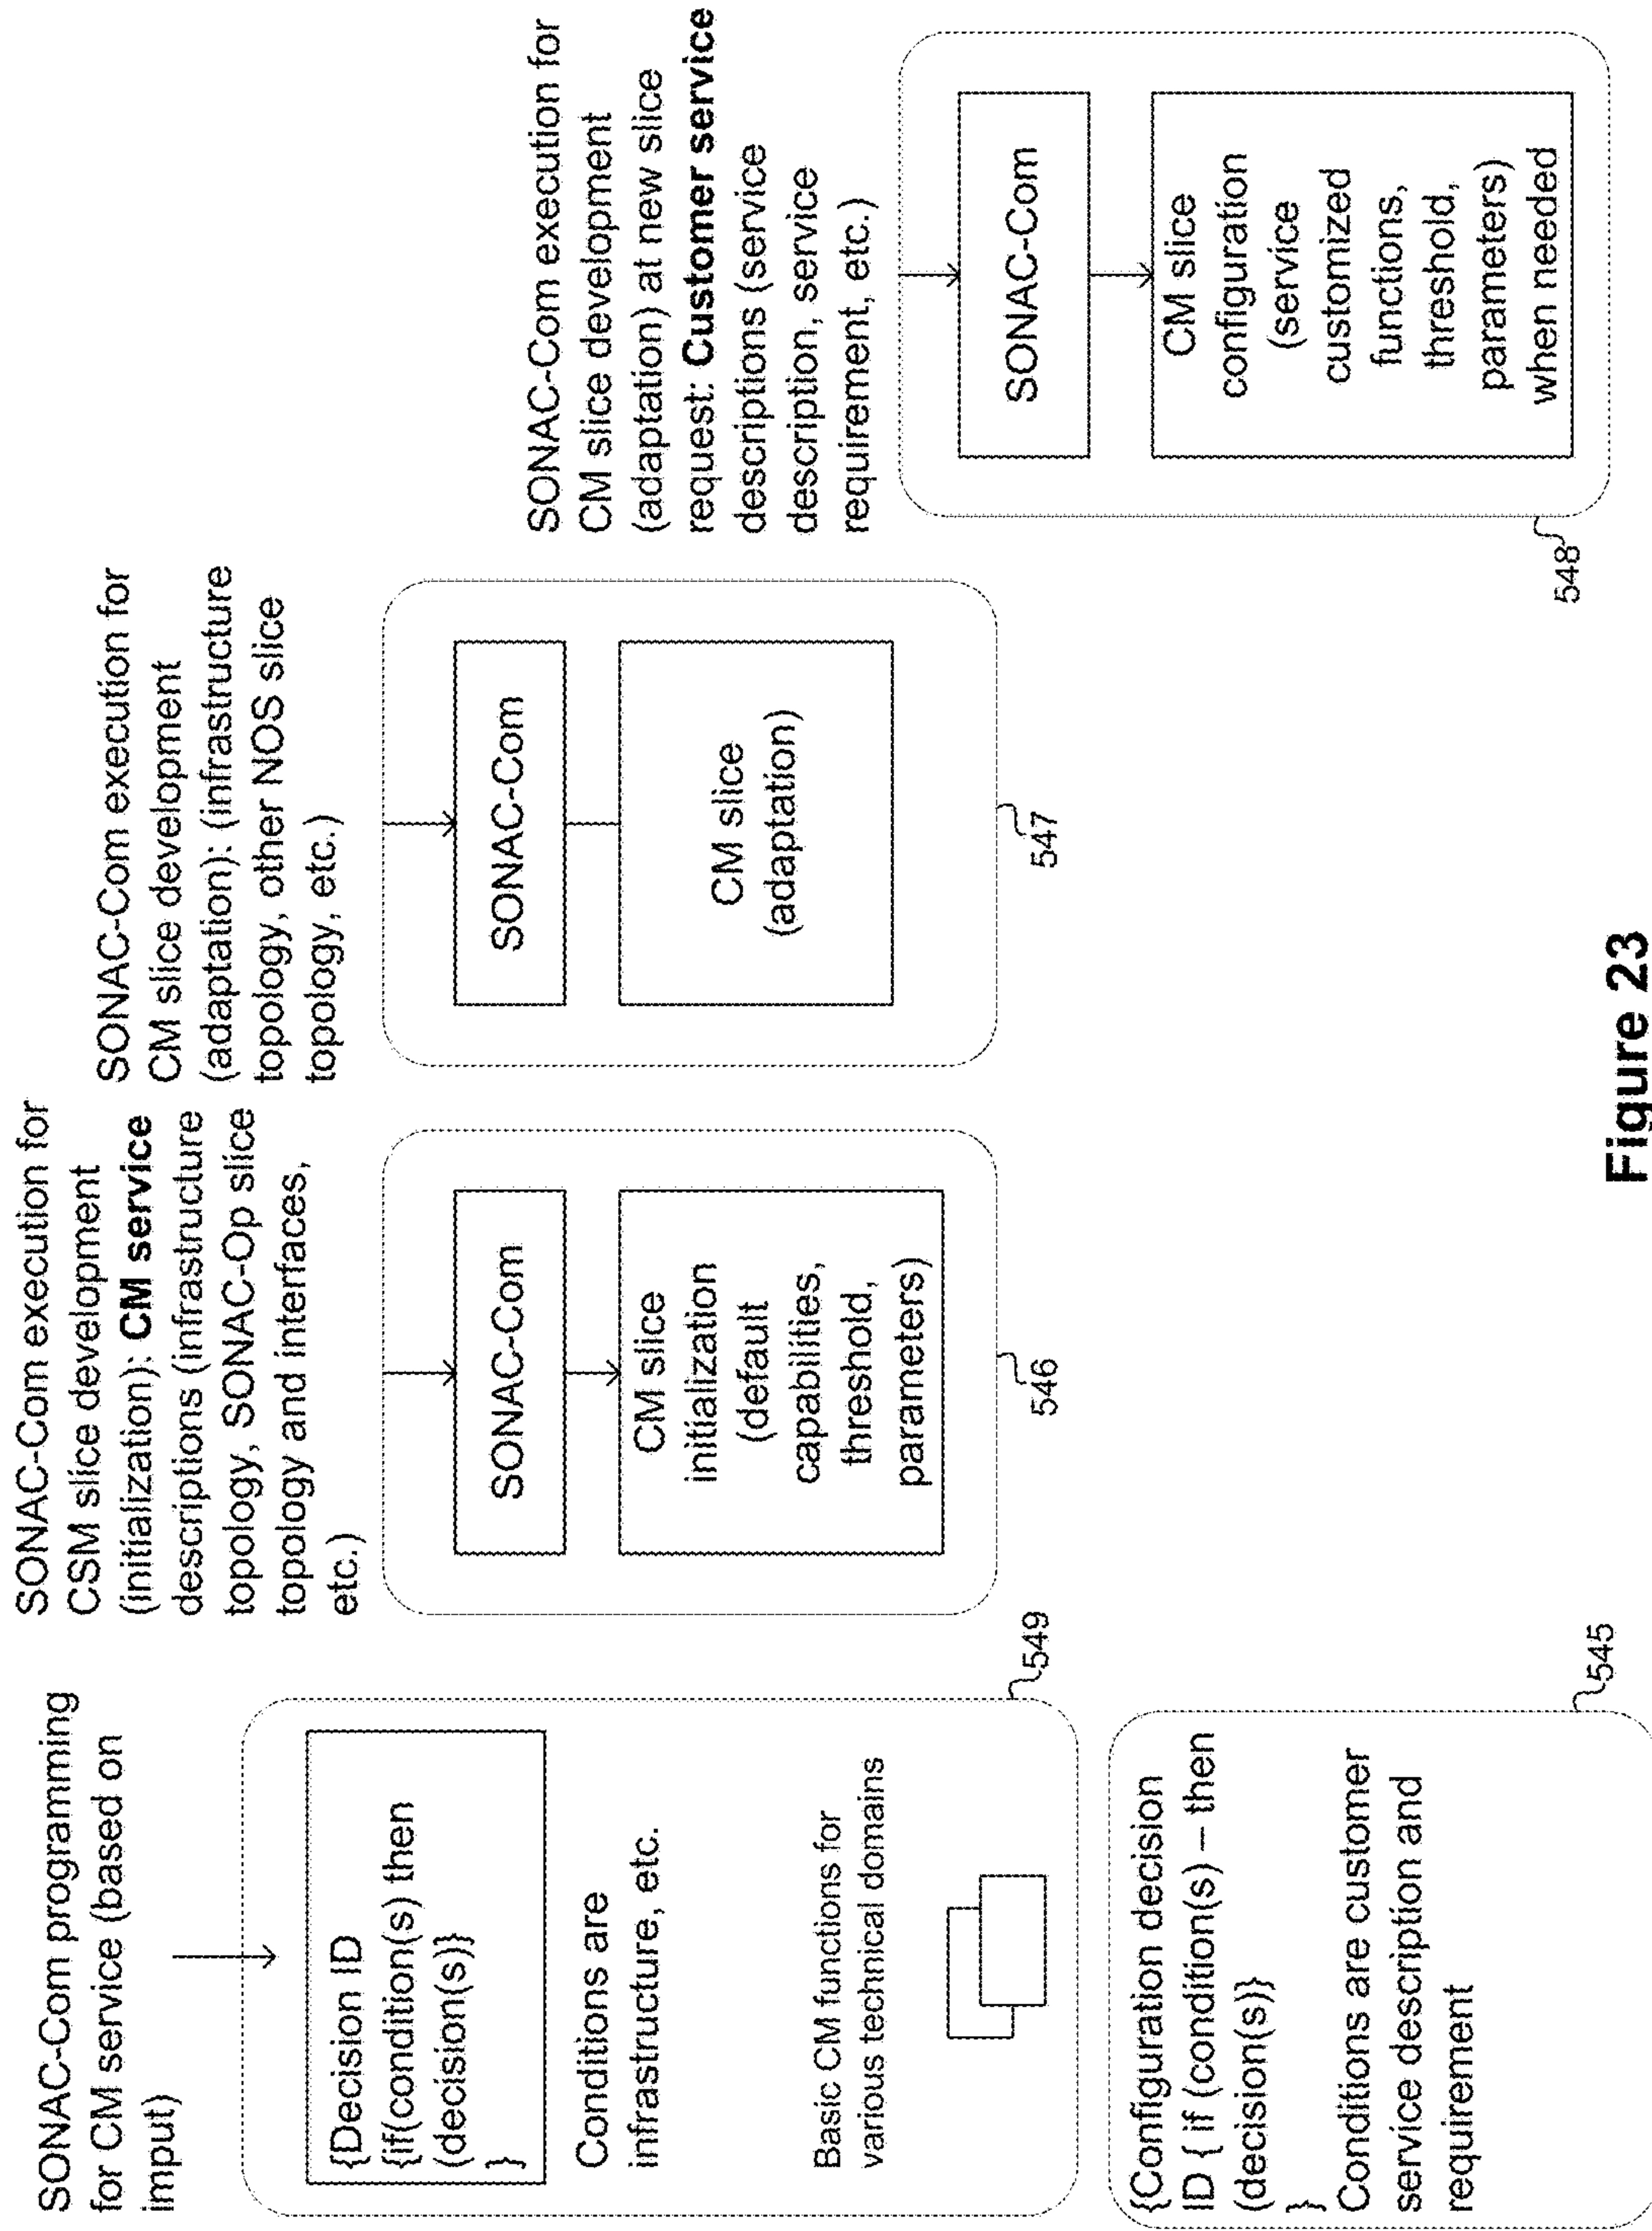 SONAC-Com programming
for CM service (based on
imput)
{Decision ID
{if(condition(s) then
(decision(s)}
}
Conditions are
infrastructure, etc.
Basic CM functions for
various technical domains
549
{Configuration decision
ID { if (condition(s) – then
(decision(s)}
}
Conditions are customer
service description and
requirement
545
SONAC-Com execution for
CSM slice development
(initialization): CM service
descriptions (infrastructure
topology, SONAC-Op slice
topology and interfaces,
etc.)
SONAC-Com
CM slice
initialization
(default
capabilities,
threshold,
parameters)
546
SONAC-Com execution for
CM slice development
(adaptation): (infrastructure
topology, other NOS slice
topology, etc.)
SONAC-Com
CM slice
(adaptation)
547
SONAC-Com execution for
CM slice development
(adaptation) at new slice
request: Customer service
descriptions (service
description, service
requirement, etc.)
SONAC-Com
CM slice
configuration
(service
customized
functions,
threshold,
parameters)
when needed
548
Figure 23